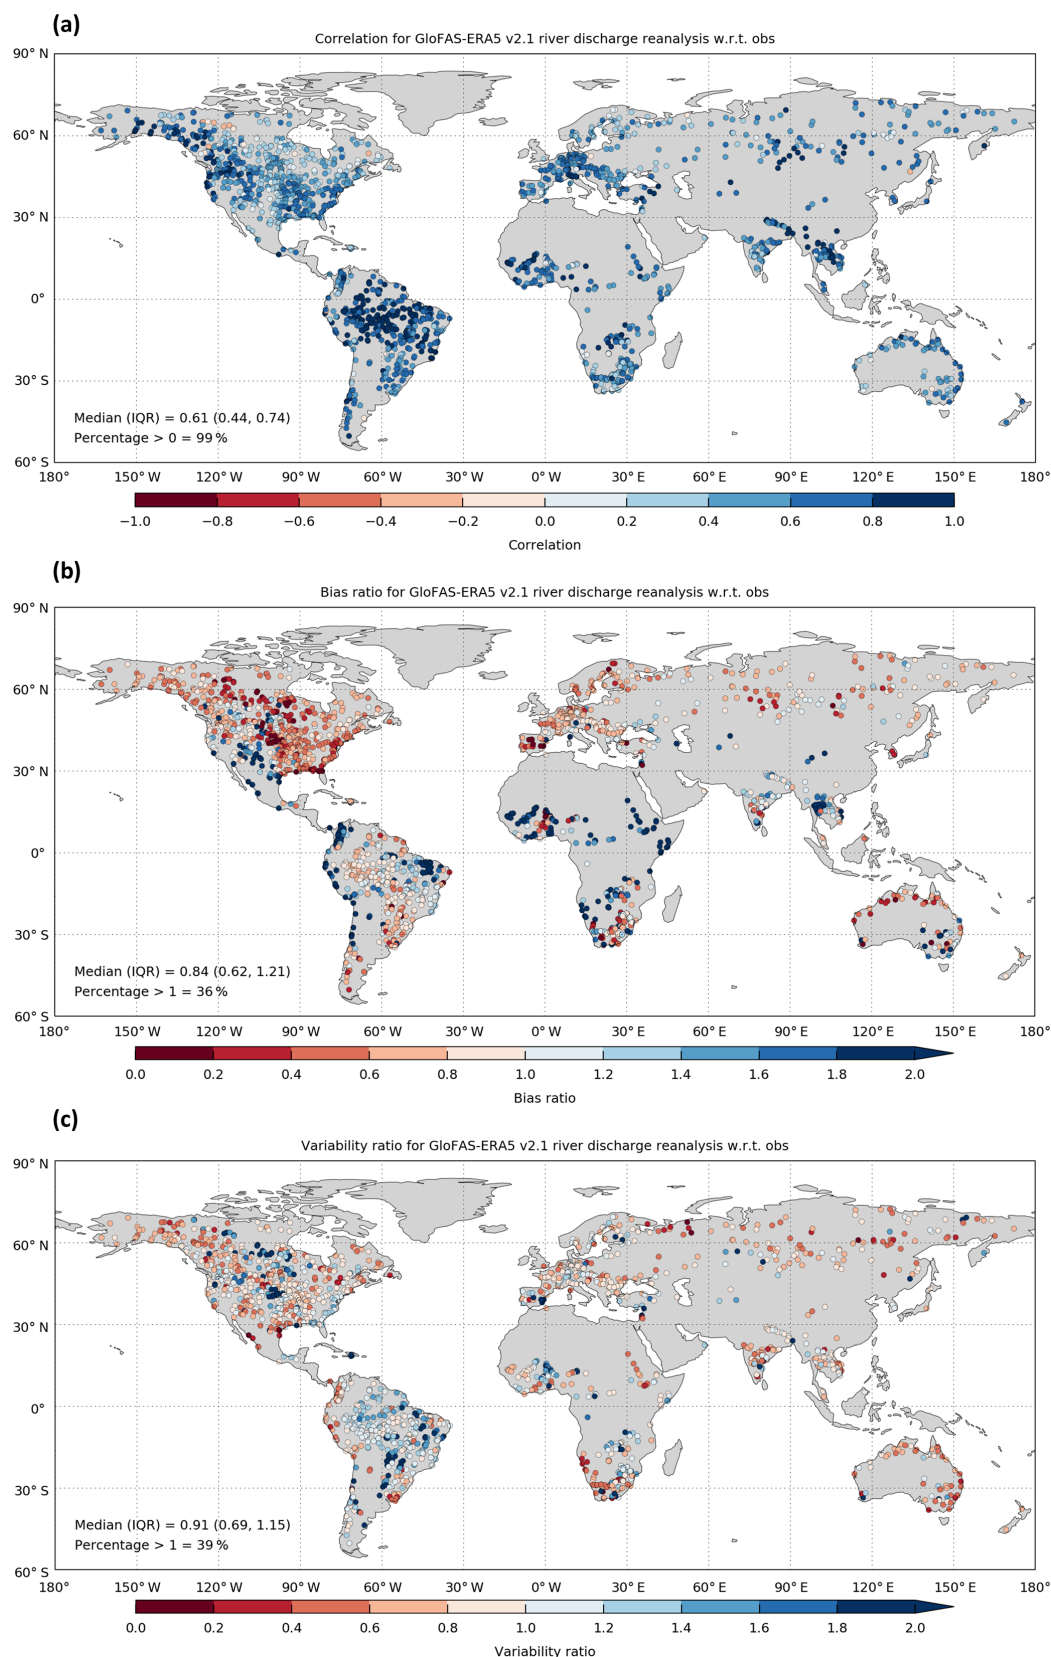 (a)
Correlation for GloFAS-ERA5 v2.1 river discharge reanalysis w.r.t. obs
90° N
60° N
30° N
0°
30° S
60° S
Median (IQR) = 0.61 (0.44, 0.74)
Percentage > 0 = 99 %
180° 150° W 120° W 90° W 60° W 30° W 0° W 30° E 60° E 90° E 120° E 150° E 180°
−1.0 −0.8 −0.6 −0.4 −0.2 0.0 0.2 0.4 0.6 0.8 1.0
Correlation
(b)
Bias ratio for GloFAS-ERA5 v2.1 river discharge reanalysis w.r.t. obs
90° N
60° N
30° N
0°
30° S
60° S
Median (IQR) = 0.84 (0.62, 1.21)
Percentage > 1 = 36 %
180° 150° W 120° W 90° W 60° W 30° W 0° W 30° E 60° E 90° E 120° E 150° E 180°
0.0 0.2 0.4 0.6 0.8 1.0 1.2 1.4 1.6 1.8 2.0
Bias ratio
(c)
Variability ratio for GloFAS-ERA5 v2.1 river discharge reanalysis w.r.t. obs
90° N
60° N
30° N
0°
30° S
60° S
Median (IQR) = 0.91 (0.69, 1.15)
Percentage > 1 = 39 %
180° 150° W 120° W 90° W 60° W 30° W 0° W 30° E 60° E 90° E 120° E 150° E 180°
0.0 0.2 0.4 0.6 0.8 1.0 1.2 1.4 1.6 1.8 2.0
Variability ratio